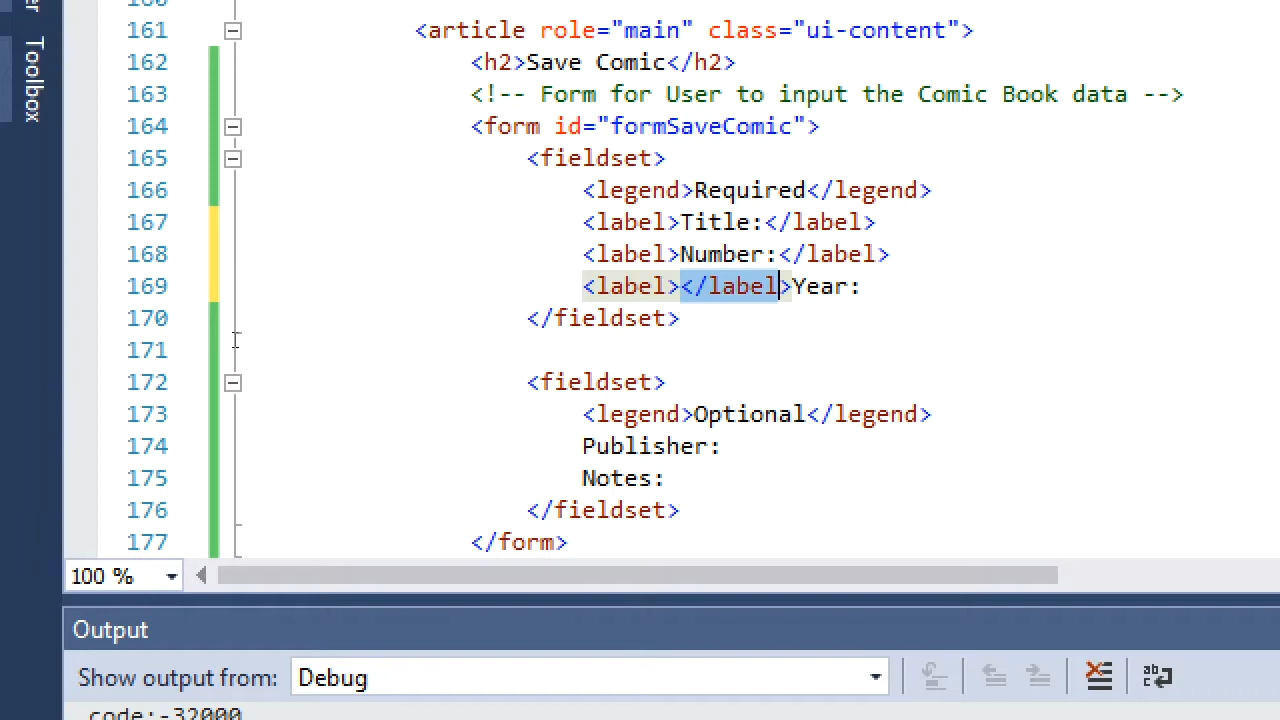 er
Toolbox
160
161 <article role="main" class="ui-content">
162 <h2>Save Comic</h2>
163 <!-- Form for User to input the Comic Book data -->
164 <form id="formSaveComic">
165 <fieldset>
166 <legend>Required</legend>
167 <label>Title:</label>
168 <label>Number:</label>
169 <label></label>Year:
170 </fieldset>
171
172 <fieldset>
173 <legend>Optional</legend>
174 Publisher:
175 Notes:
176 </fieldset>
177 </form>
100 %
Output
Show output from: Debug
code:-32000